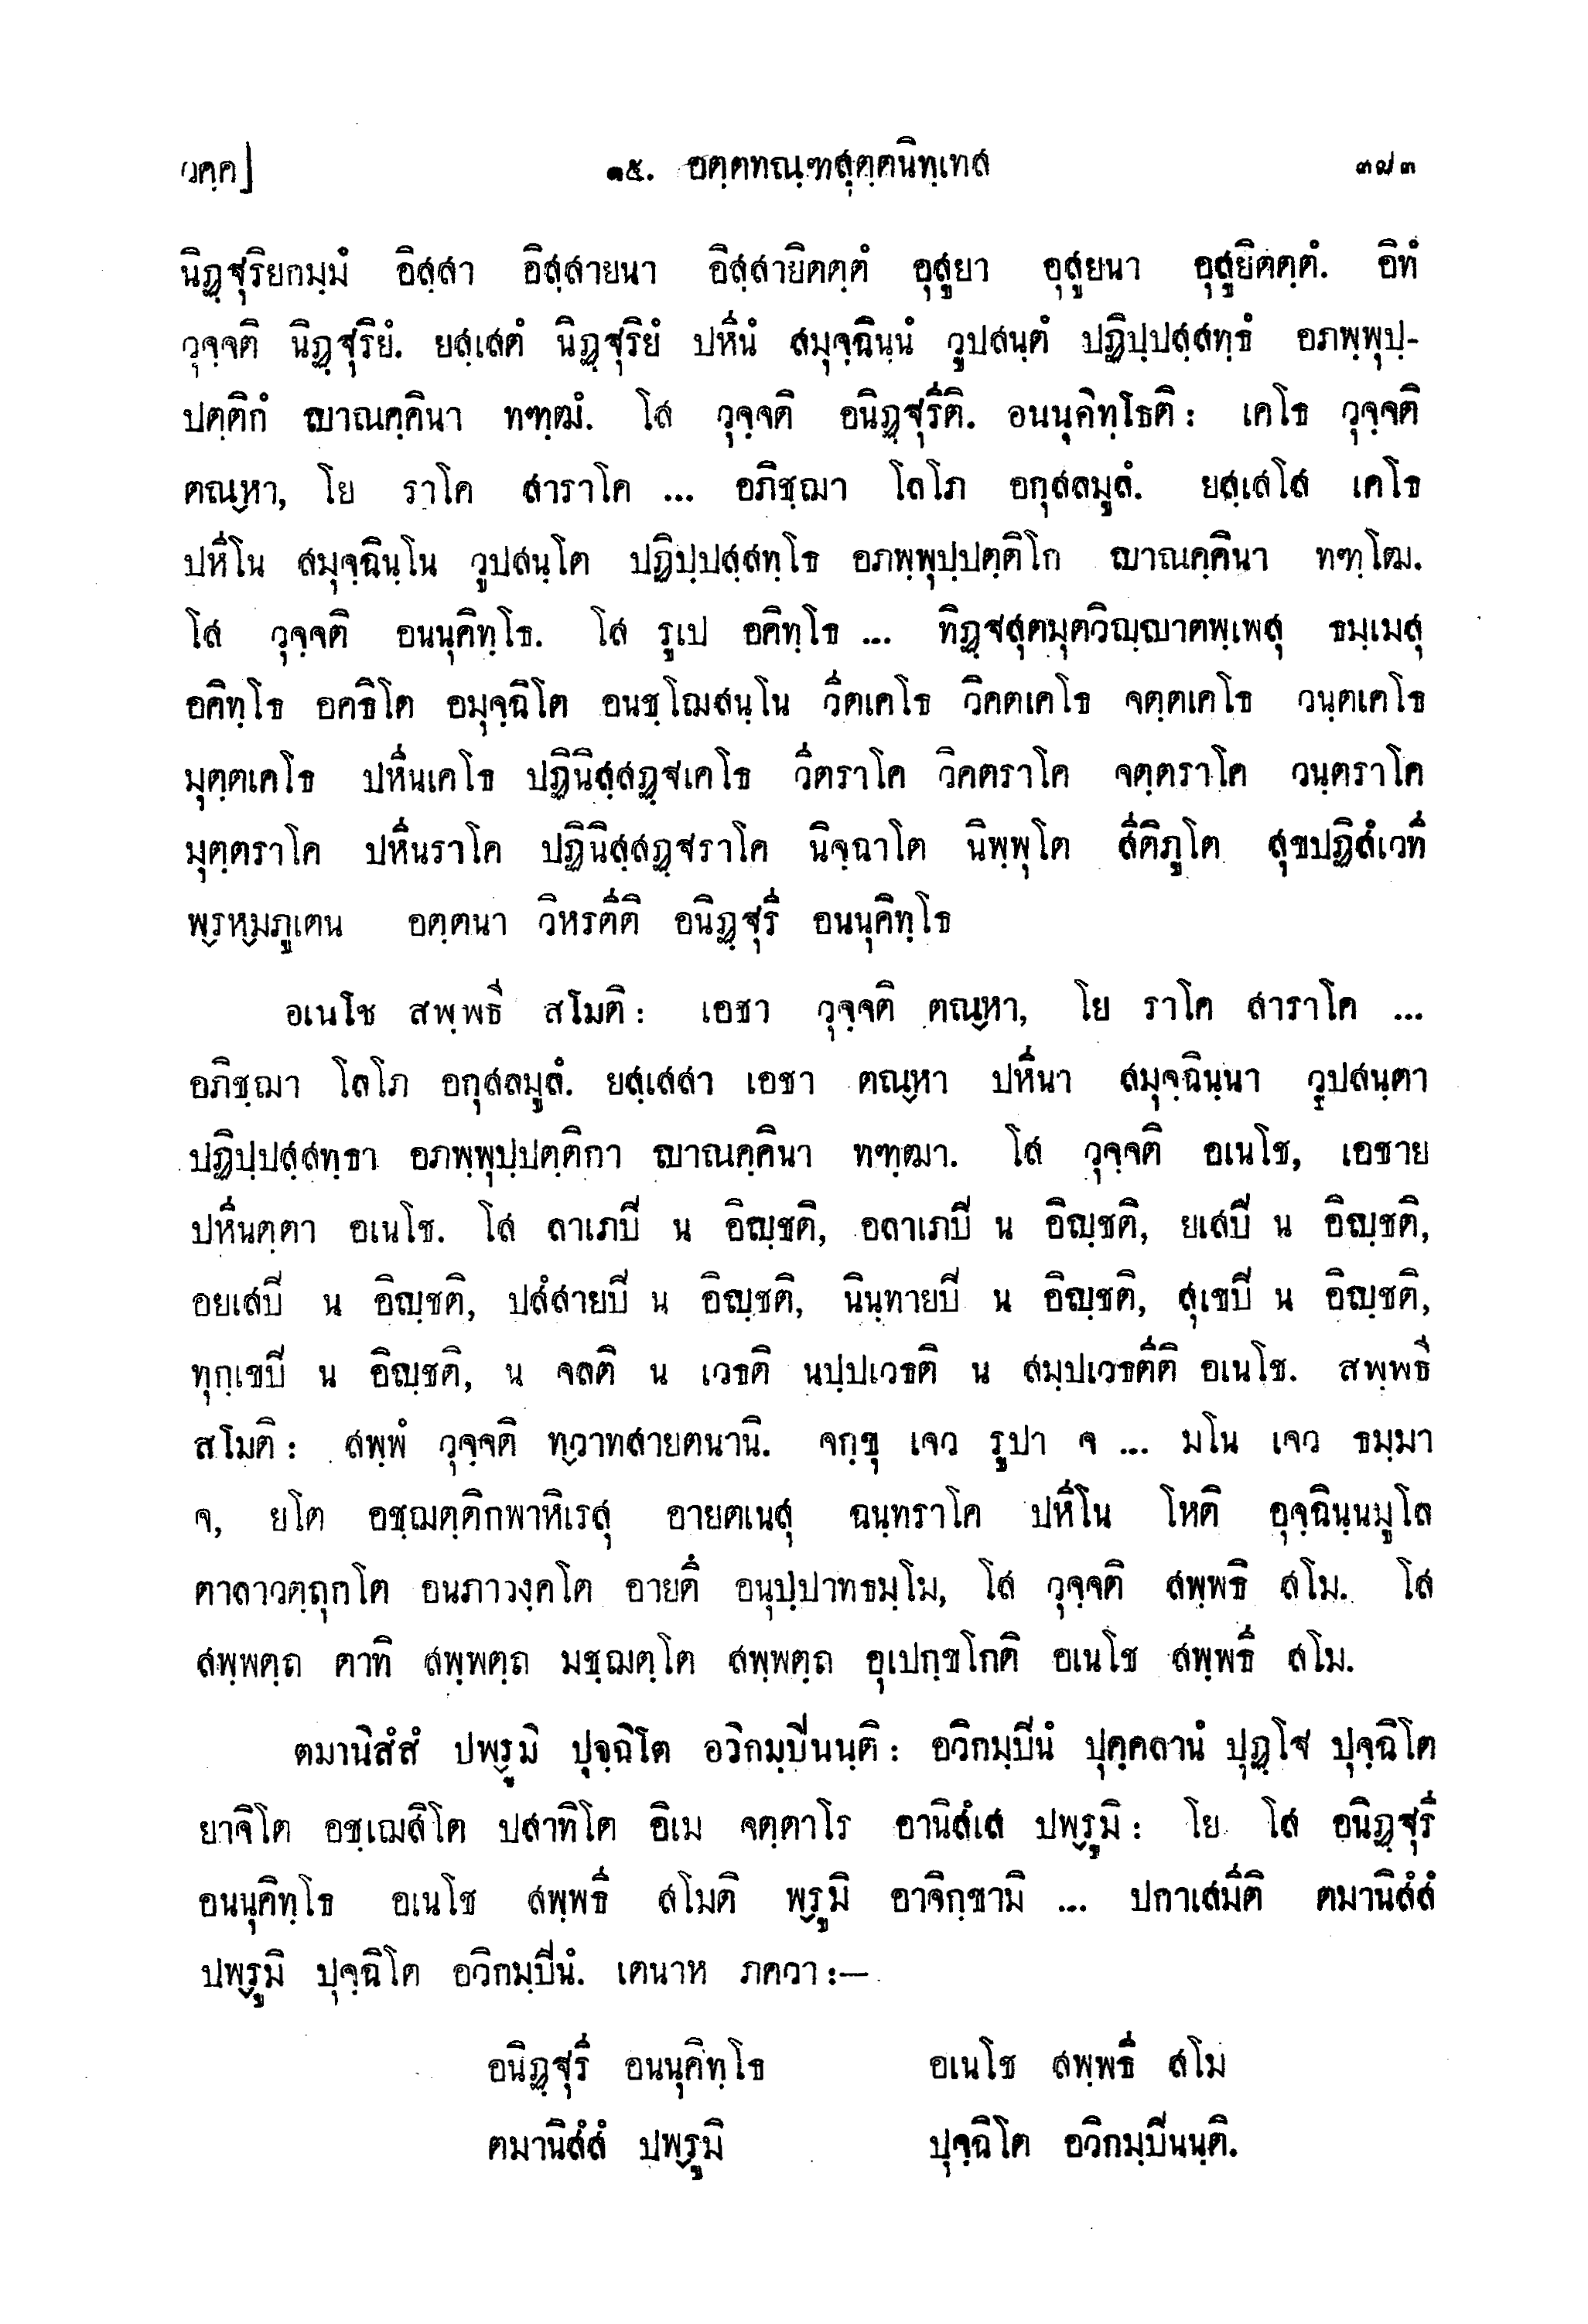 วคฺค]	๑๕. อตฺตทณฺฑสุตฺตนิทฺเทส	๓๗๓
นิฏฺฐุริยกมฺมํ อิสฺสา อิสฺสายนา อิสฺสายิตตฺตํ อุสูยา อุสูยนา อุสูยิตตฺตํ. อิทํ
วุจฺจติ นิฏฺฐุริยํ. ยสฺเสตํ นิฏฺฐุริยํ ปหีนํ สมุจฺฉินฺนํ วูปสนฺตํ ปฏิปฺปสฺสทฺธํ อภพฺพุปฺ-
ปตฺติกํ ญาณคฺคินา ทฑฺฒํ. โส วุจฺจติ อนิฏฺฐุรีติ. อนนุคิทฺโธติ: เคโธ วุจฺจติ
ตณฺหา, โย ราโค สาราโค ... อภิชฺฌา โลโภ อกุสลมูลํ. ยสฺเสโส เคโธ
ปหีโน สมุจฺฉินฺโน วูปสนฺโต ปฏิปฺปสฺสทฺโธ อภพฺพุปฺปตฺติโก ญาณคฺคินา ทฑฺโฒ.
โส วุจฺจติ อนนุคิทฺโธ. โส รูเป อคิทฺโธ ... ทิฏฺฐสุตมุตวิญฺญาตพฺเพสุ ธมฺเมสุ
อคิทฺโธ อคธิโต อมุจฺฉิโต อนชฺโฌสนฺโน วีตเคโธ วิคตเคโธ จตฺตเคโธ วนฺตเคโธ
มุตฺตเคโธ ปหีนเคโธ ปฏินิสฺสฏฺฐเคโธ วีตราโค วิคตราโค จตฺตราโค วนฺตราโค
มุตฺตราโค ปหีนราโค ปฏินิสฺสฏฺฐราโค นิจฺฉาโต นิพฺพุโต สีติภูโต สุขปฏิสํเวที
พฺรหฺมภูเตน อตฺตนา วิหรตีติ อนิฏฺฐุรี อนนุคิทฺโธ
อเนโช สพฺพธี สโมติ: เอชา วุจฺจติ ตณฺหา, โย ราโค สาราโค ...
อภิชฺฌา โลโภ อกุสลมูลํ. ยสฺเสสา เอชา ตณฺหา ปหีนา สมุจฺฉินฺนา วูปสนฺตา
ปฏิปฺปสฺสทฺธา อภพฺพุปฺปตฺติกา ญาณคฺคินา ทฑฺฒา. โส วุจฺจติ อเนโช, เอชาย
ปหีนตฺตา อเนโช. โส ลาเภปี น อิญฺชติ, อลาเภปี น อิญฺชติ, ยเสปี น อิญฺชติ,
อยเสปี น อิญฺชติ, ปสํสายปี น อิญฺชติ, นินฺทายปี น อิญฺชติ, สุเขปี น อิญฺชติ,
ทุกฺเขปี น อิญฺชติ, น จลติ น เวธติ นปฺปเวธติ น สมฺปเวธตีติ อเนโช. สพฺพธี
สโมติ: สพฺพํ วุจฺจติ ทฺวาทสายตนานิ. จกฺขุ เจว รูปา จ ... มโน เจว ธมฺมา
จ, ยโต อชฺฌตฺติกพาหิเรสุ อายตเนสุ ฉนฺทราโค ปหีโน โหติ อุจฺฉินฺนมูโล
ตาลาวตฺถุกโต อนภาวงฺคโต อายตึ อนุปฺปาทธมฺโม, โส วุจฺจติ สพฺพธิ สโม. โส
สพฺพตฺถ ตาทิ สพฺพตฺถ มชฺฌตฺโต สพฺพตฺถ อุเปกฺขโกติ อเนโช สพฺพธี สโม.
ตมานิสํสํ ปพฺรูมิ ปุจฺฉิโต อวิกมฺปีนนฺติ: อวิกมฺปีนํ ปุคฺคลานํ ปุฏฺโฐ ปุจฺฉิโต
ยาจิโต อชฺเฌสิโต ปสาทิโต อิเม จตฺตาโร อานิสํเส ปพฺรูมิ: โย โส อนิฏฺฐุรี
อนนุคิทฺโธ อเนโช สพฺพธี สโมติ พฺรูมิ อาจิกฺขามิ ... ปกาเสมีติ ตมานิสํสํ
ปพฺรูมิ ปุจฺฉิโต อวิกมฺปีนํ. เตนาห ภควา:—
อนิฏฺฐุรี อนนุคิทฺโธ	อเนโช สพฺพธี สโม
ตมานิสํสํ ปพฺรูมิ	ปุจฺฉิโต อวิกมฺปีนนฺติ.